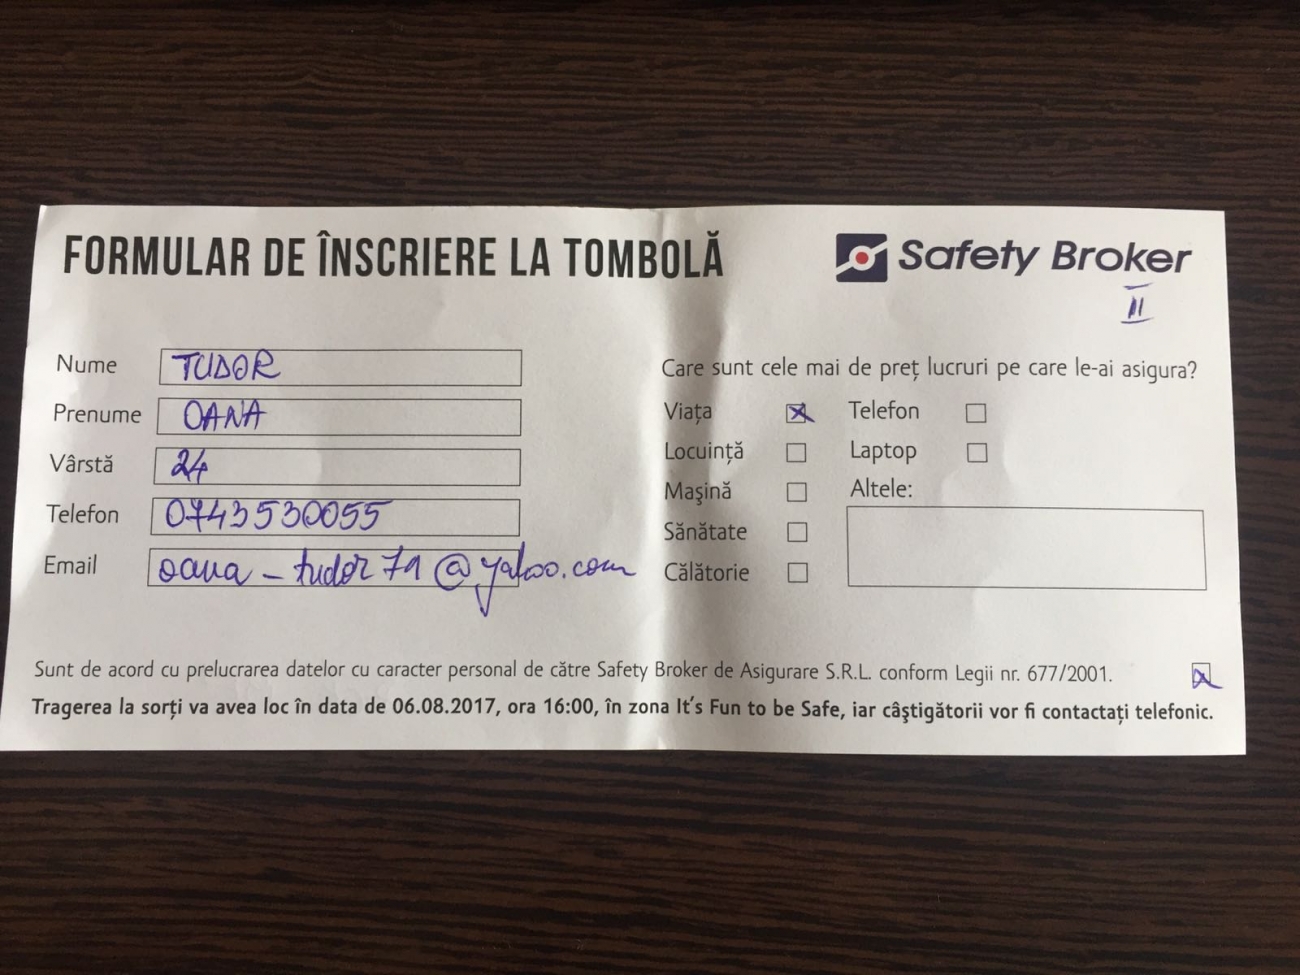 FORMULAR DE ÎNSCRIERE LA TOMBOLĂ
Safety Broker
II
Nume TUDOR
Prenume OANA
Vârstă 24
Telefon 0743530055
Email oana_tudor71@yahoo.com
Care sunt cele mai de preț lucruri pe care le-ai asigura?
Viața Telefon
Locuință Laptop
Mașină Altele:
Sănătate
Călătorie
Sunt de acord cu prelucrarea datelor cu caracter personal de către Safety Broker de Asigurare S.R.L. conform Legii nr. 677/2001.
Tragerea la sorți va avea loc în data de 06.08.2017, ora 16:00, în zona It's Fun to be Safe, iar câștigătorii vor fi contactați telefonic.